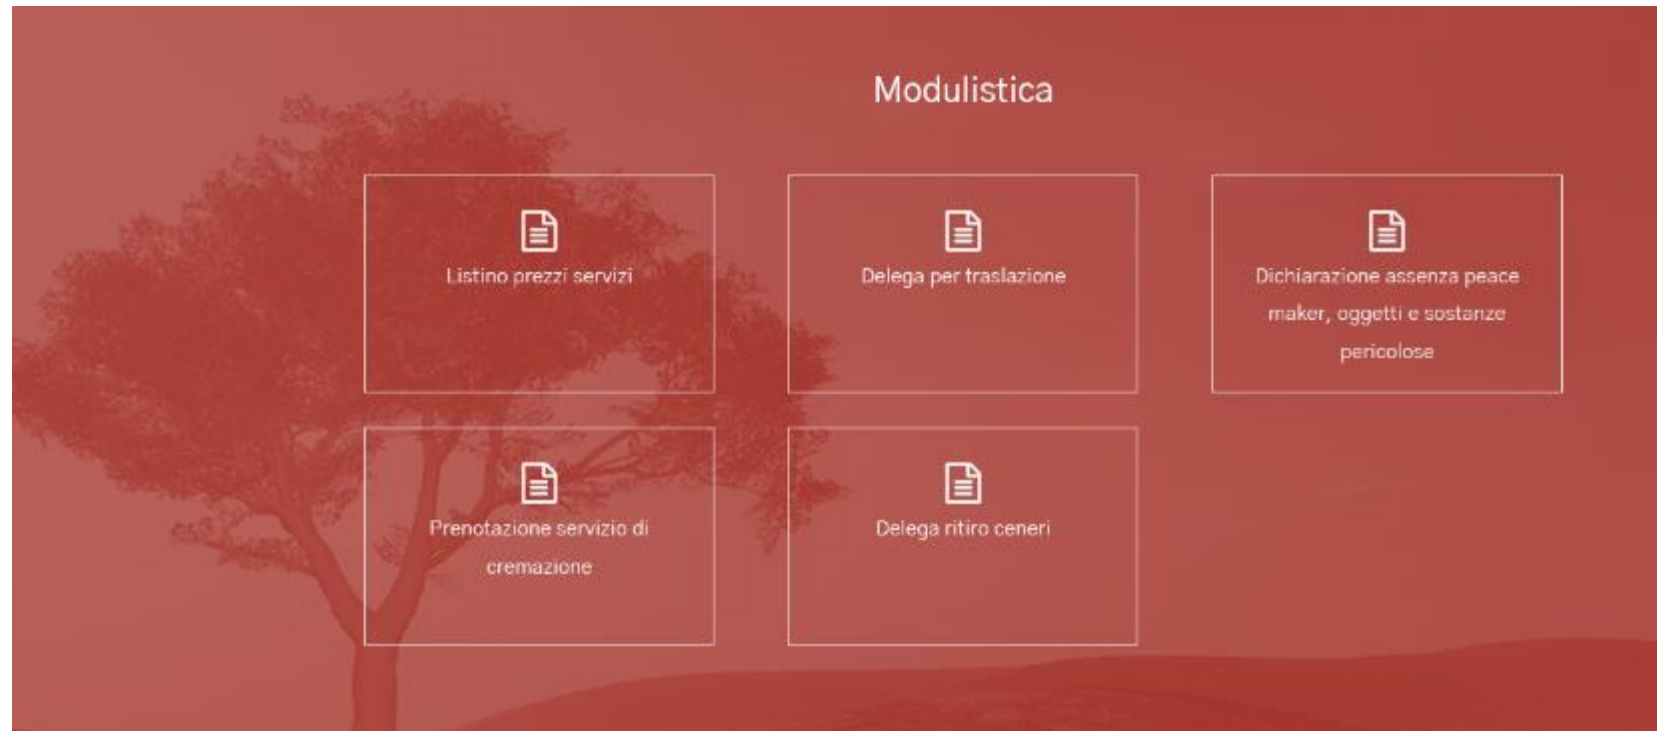 Modulistica
Listino prezzi servizi
Delega per traslazione
Dichiarazione assenza peace
maker, oggetti e sostanze
pericolose
Prenotazione servizio di
cremazione
Delega ritiro ceneri